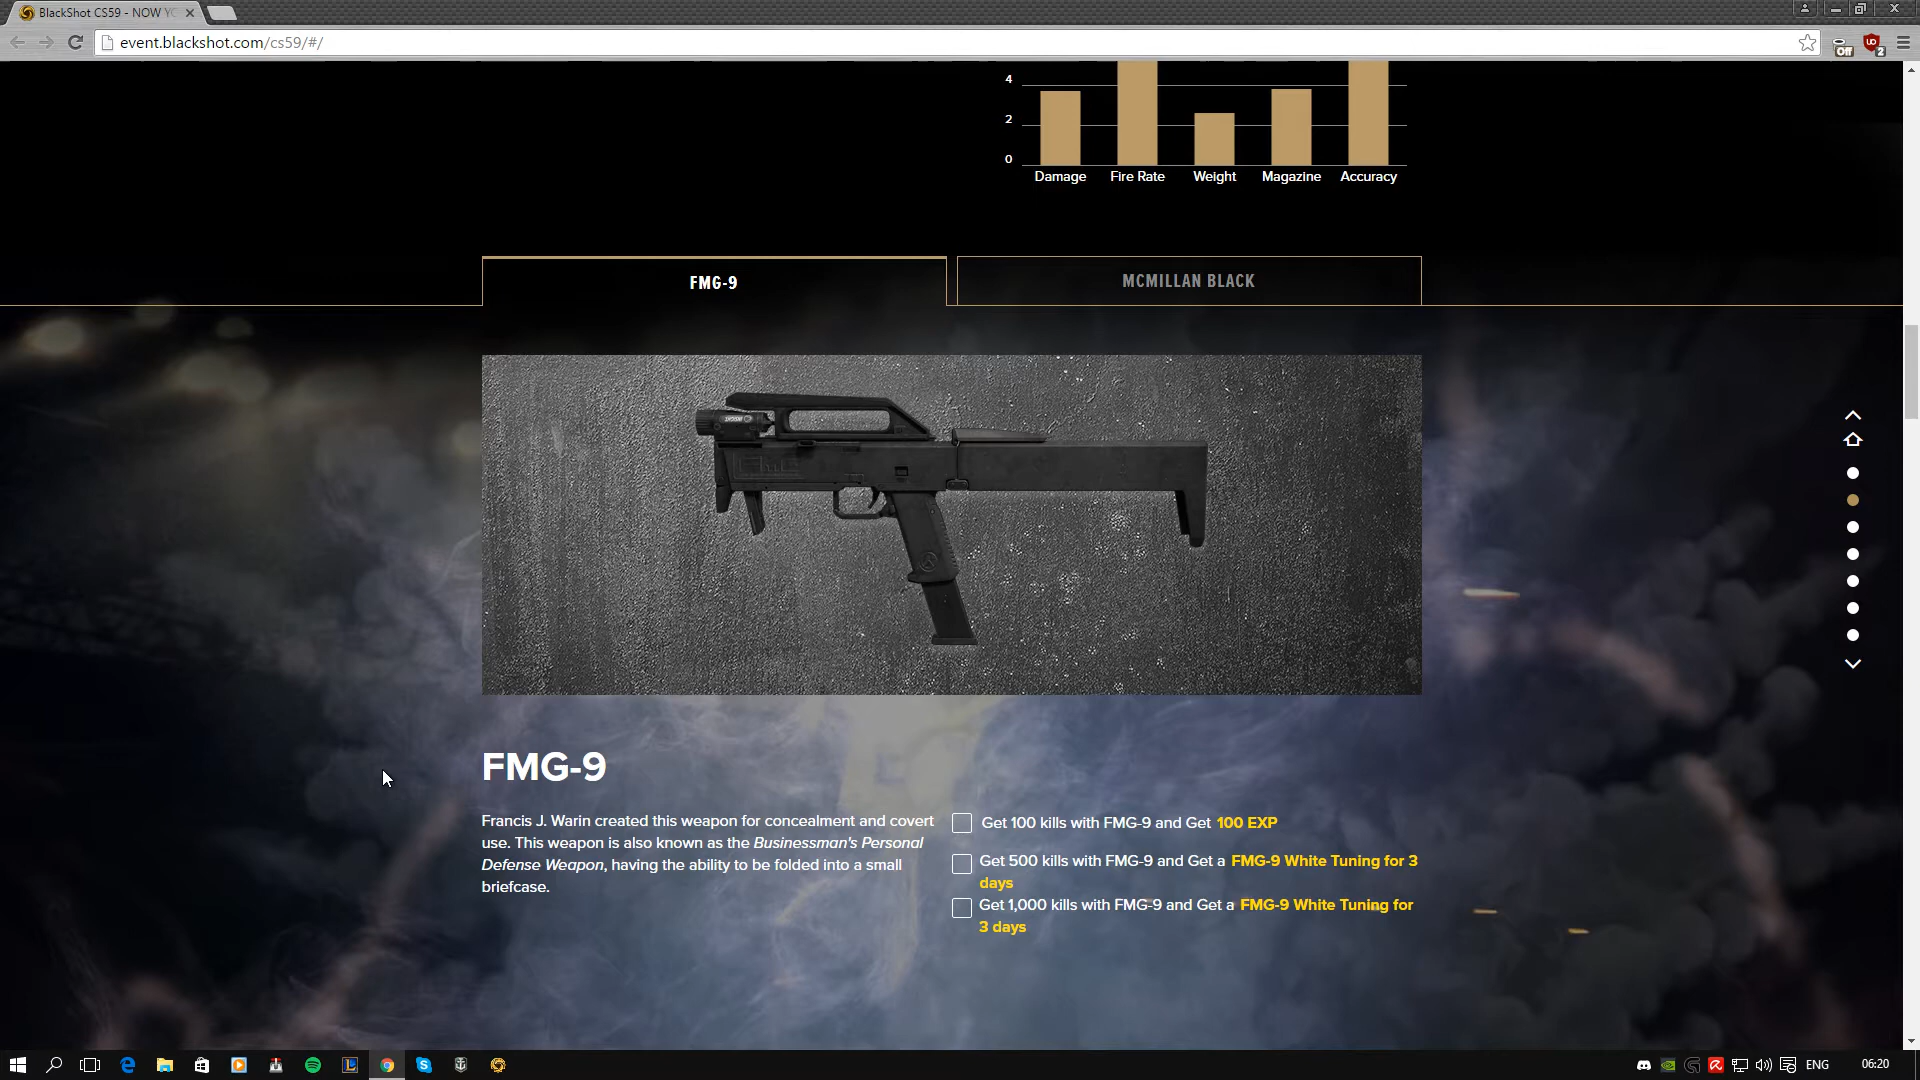 BlackShot CS59 - NOW YO
event.blackshot.com/cs59/#/
Off
2
4
2
0
Damage Fire Rate Weight Magazine Accuracy
FMG-9
MCMILLAN BLACK
FMG-9
Francis J. Warin created this weapon for concealment and covert
use. This weapon is also known as the Businessman's Personal
Defense Weapon, having the ability to be folded into a small
briefcase.
Get 100 kills with FMG-9 and Get 100 EXP
Get 500 kills with FMG-9 and Get a FMG-9 White Tuning for 3
days
Get 1,000 kills with FMG-9 and Get a FMG-9 White Tuning for
3 days
ENG
06:20